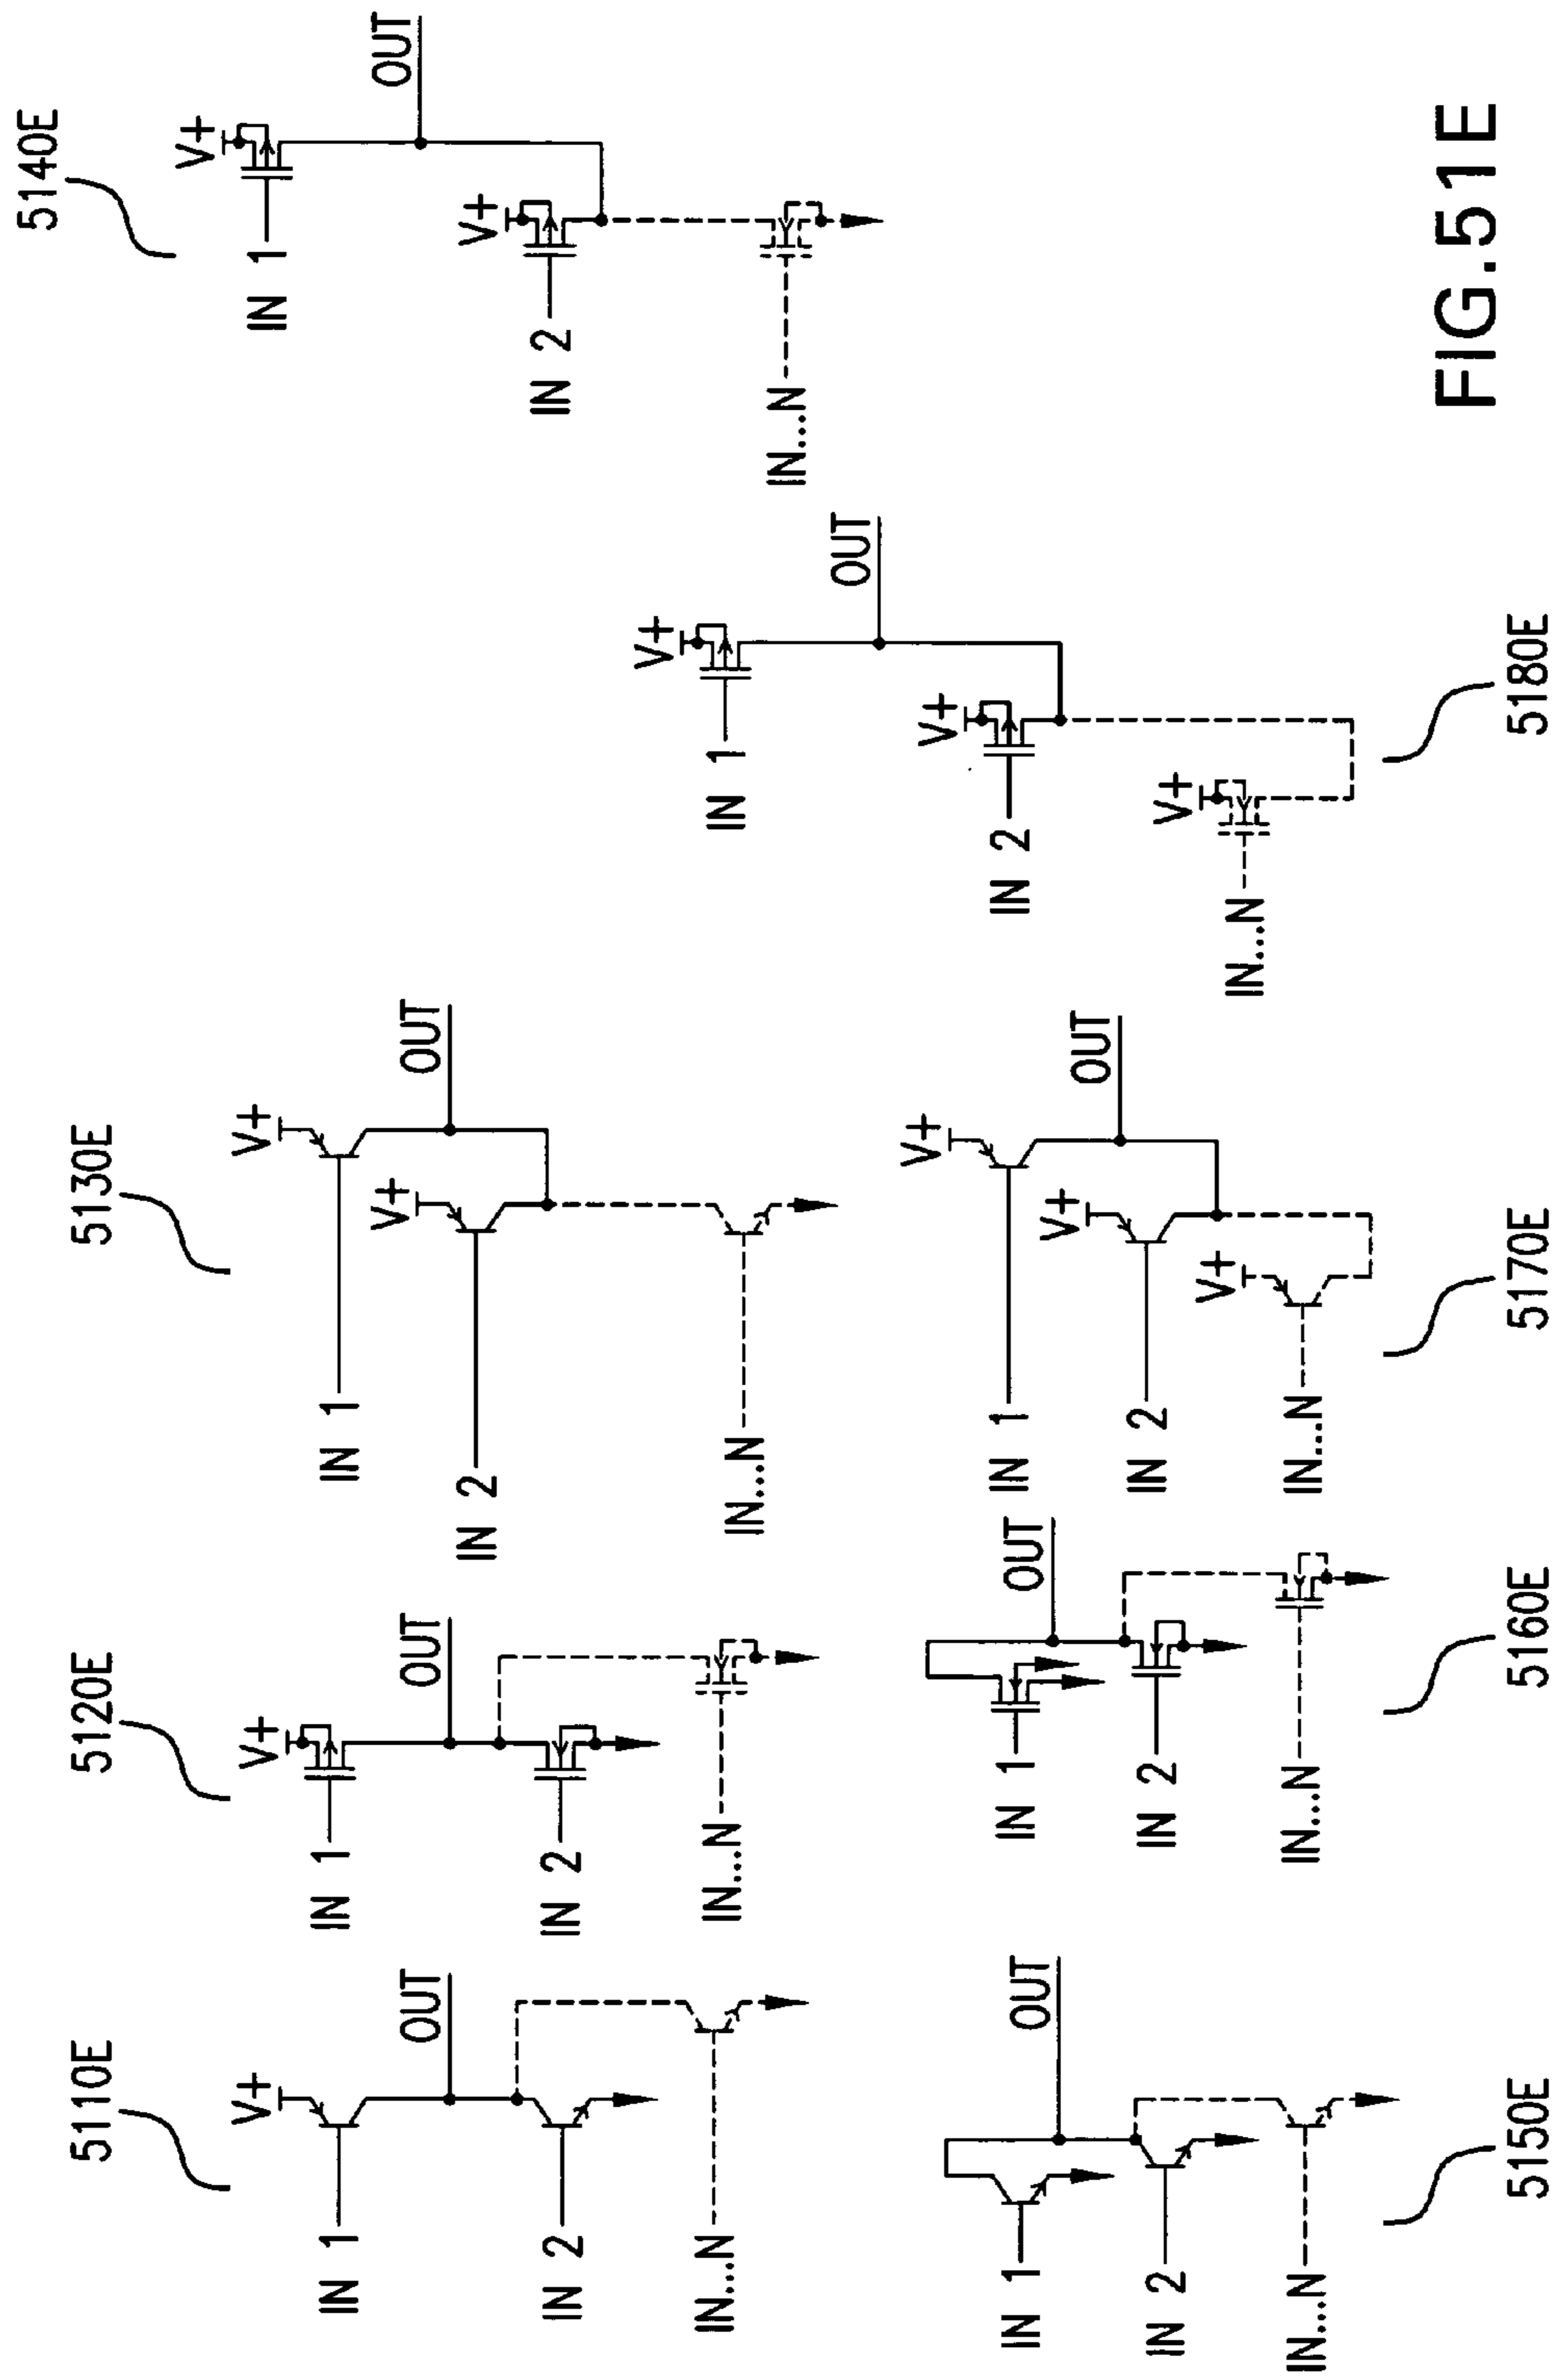 5110E
V+
IN 1
OUT
IN 2
IN...N
5120E
V+
IN 1
OUT
IN 2
IN...N
5130E
V+
IN 1
V+
OUT
IN 2
IN...N
5140E
V+
IN 1
OUT
V+
IN 2
IN...N
IN 1
OUT
IN 2
IN...N
5150E
IN 1
OUT
IN 2
IN...N
5160E
V+
IN 1
V+
OUT
IN 2
V+
IN...N
5170E
V+
IN 1
OUT
V+
IN 2
V+
IN...N
5180E
FIG.51E